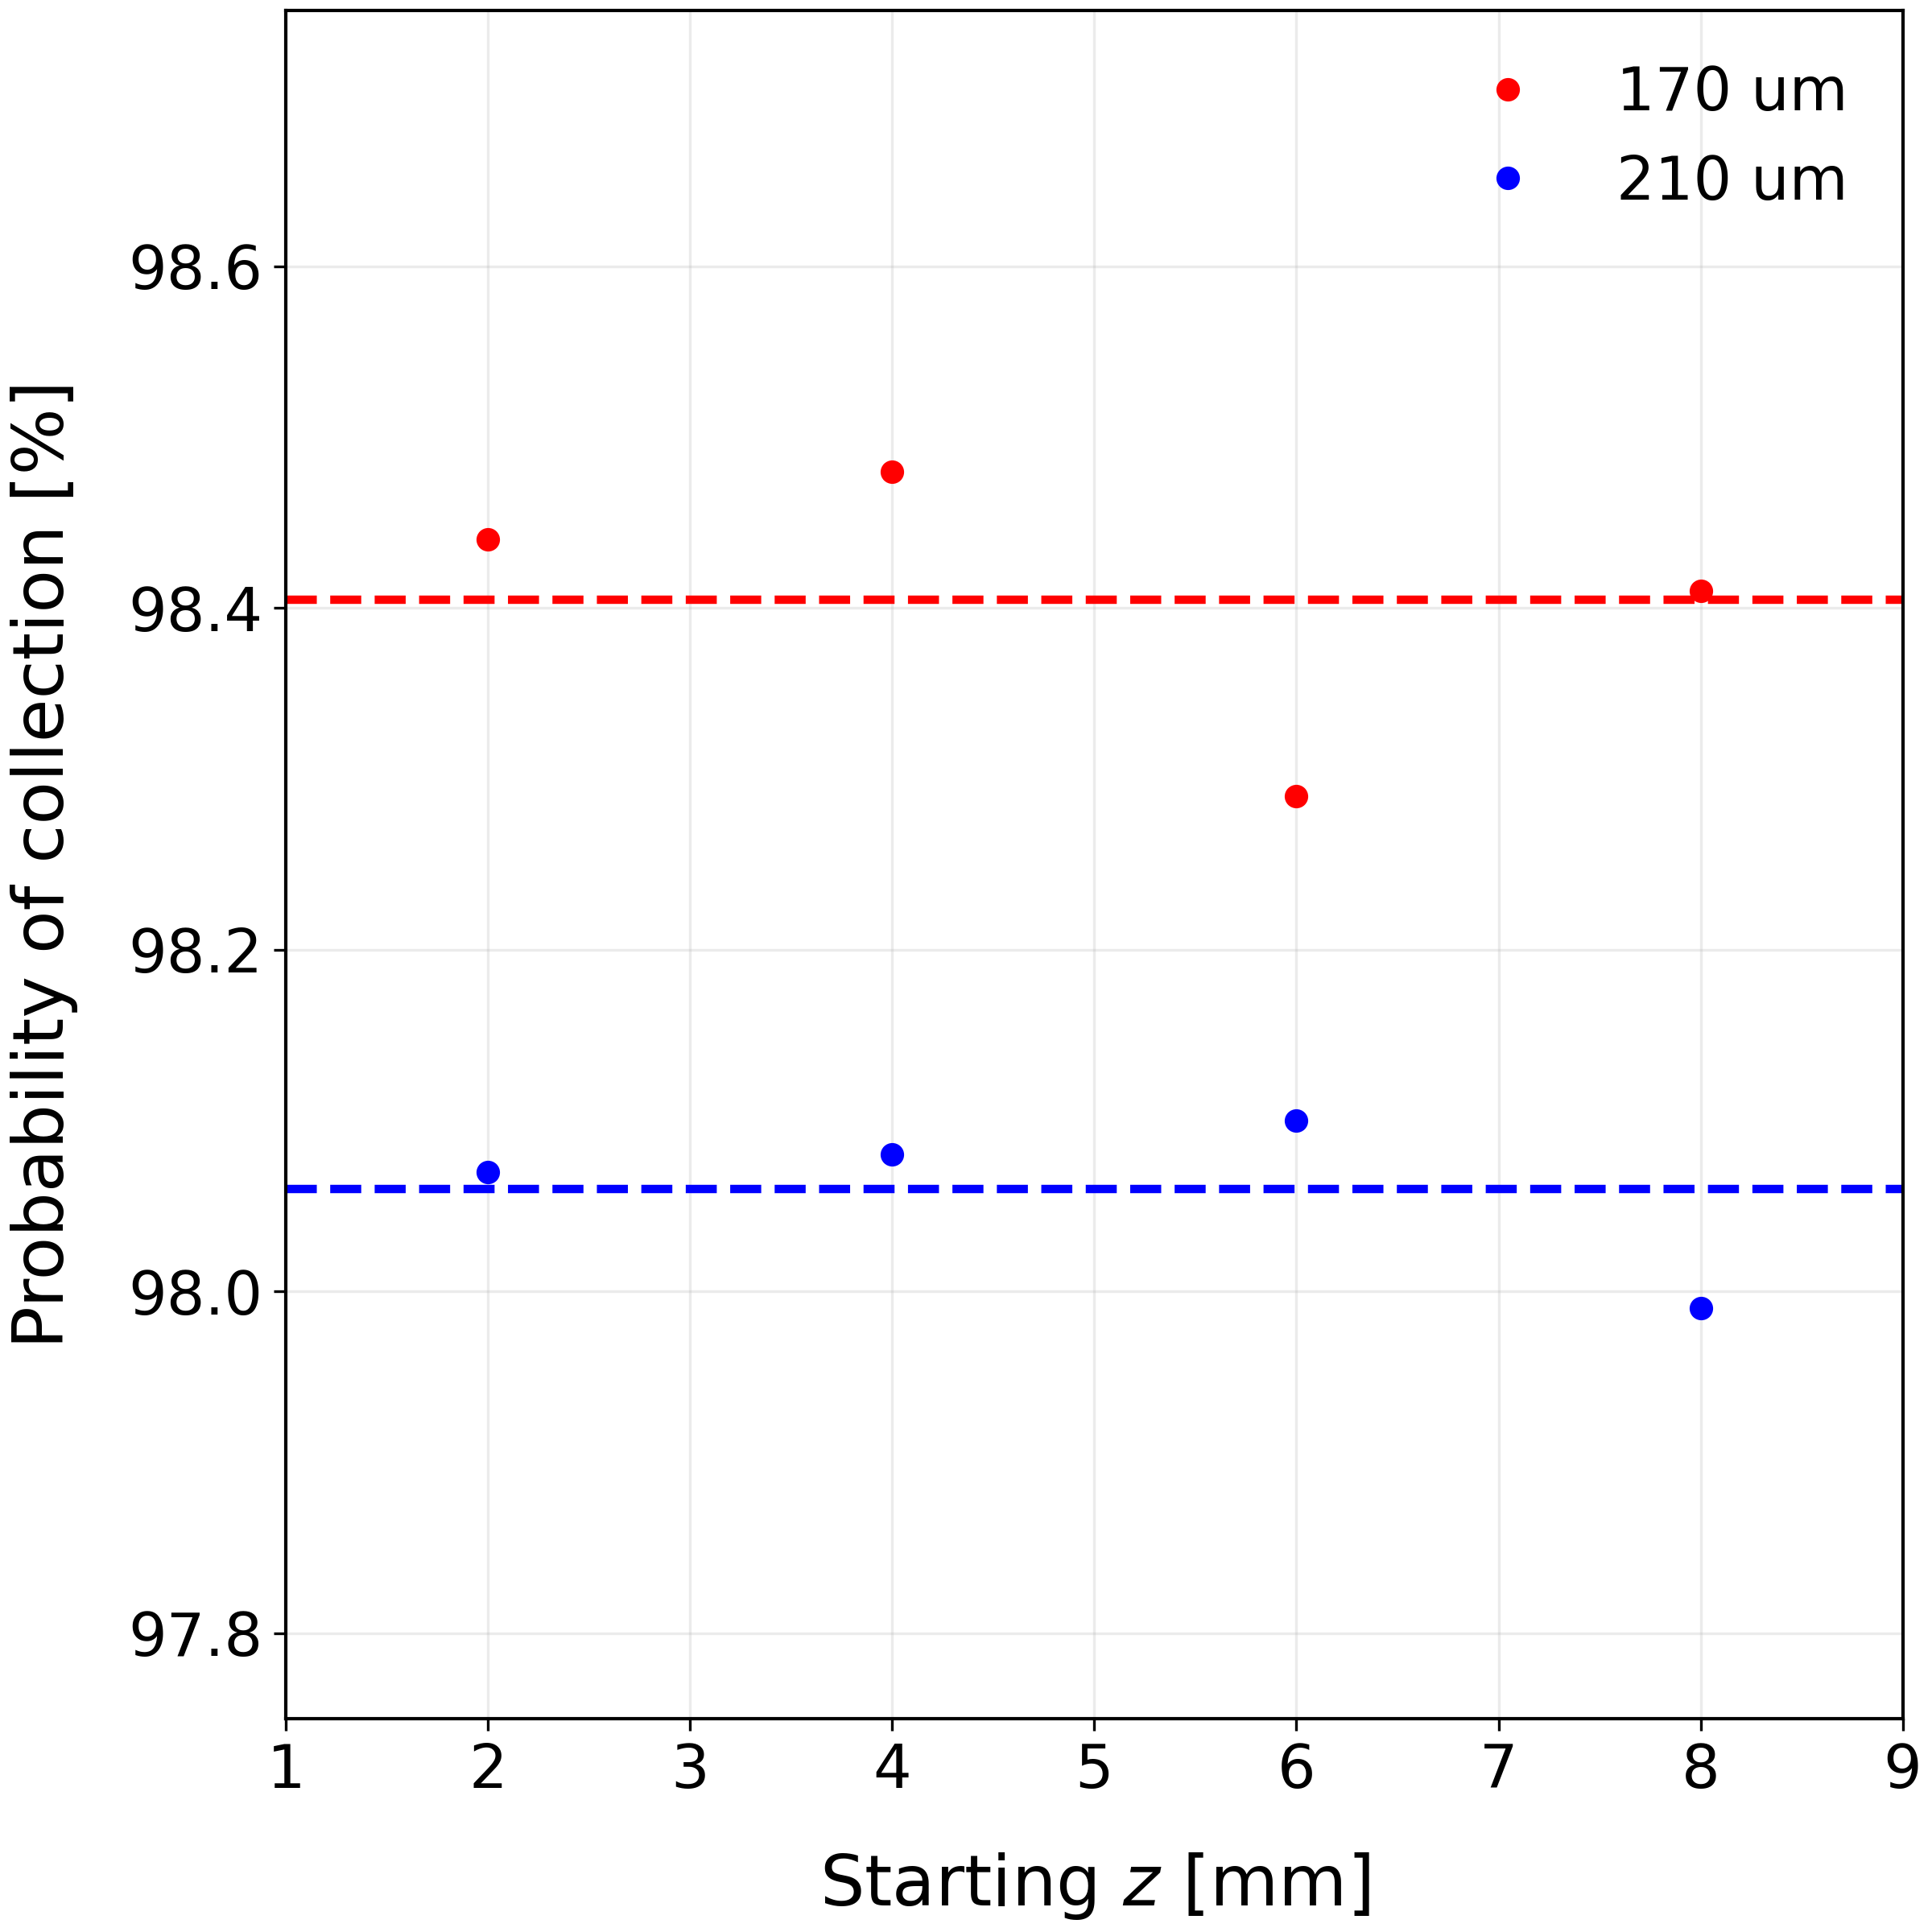 170 um
210 um
98.6
98.4
98.2
98.0
97.8
Probability of collection [%]
1 2 3 4 5 6 7 8 9
Starting z [mm]